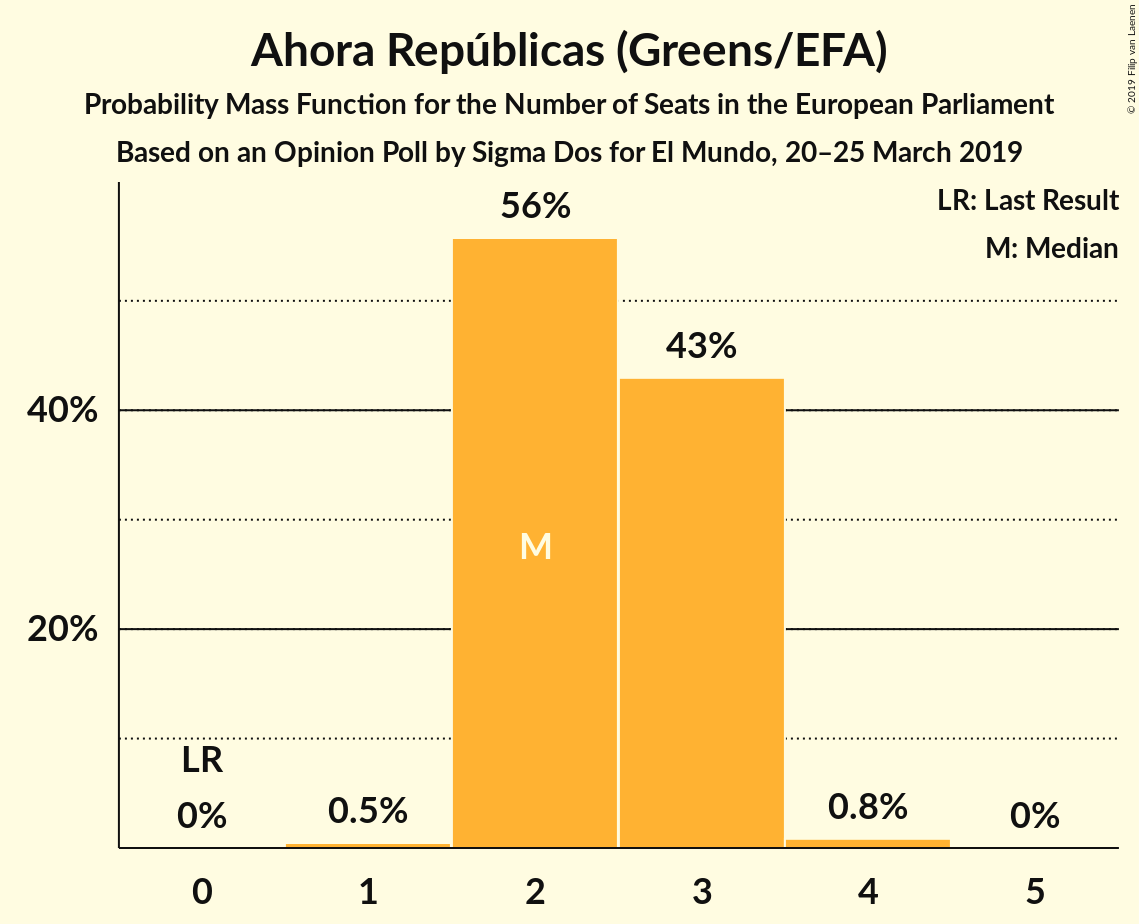 Ahora Repúblicas (Greens/EFA)
Probability Mass Function for the Number of Seats in the European Parliament
Based on an Opinion Poll by Sigma Dos for El Mundo, 20–25 March 2019
© 2019 Filip van Laenen
LR: Last Result
M: Median
56%
43%
40%
M
20%
LR
0%
0.5%
0.8%
0%
0 1 2 3 4 5